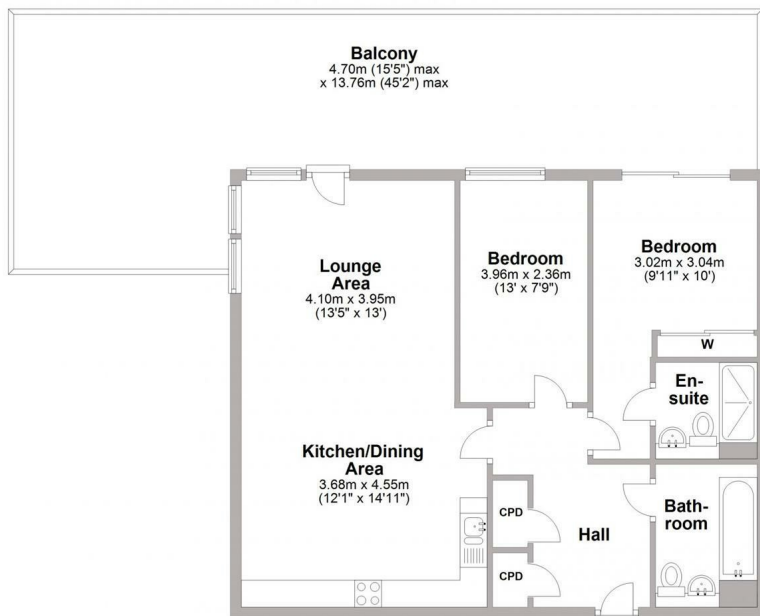 Balcony
4.70m (15'5") max
x 13.76m (45'2") max
Lounge
Area
4.10m x 3.95m
(13'5" x 13')
Bedroom
3.96m x 2.36m
(13' x 7'9")
Bedroom
3.02m x 3.04m
(9'11" x 10')
W
En-
suite
Kitchen/Dining
Area
3.68m x 4.55m
(12'1" x 14'11")
CPD
CPD
Hall
Bath-
room